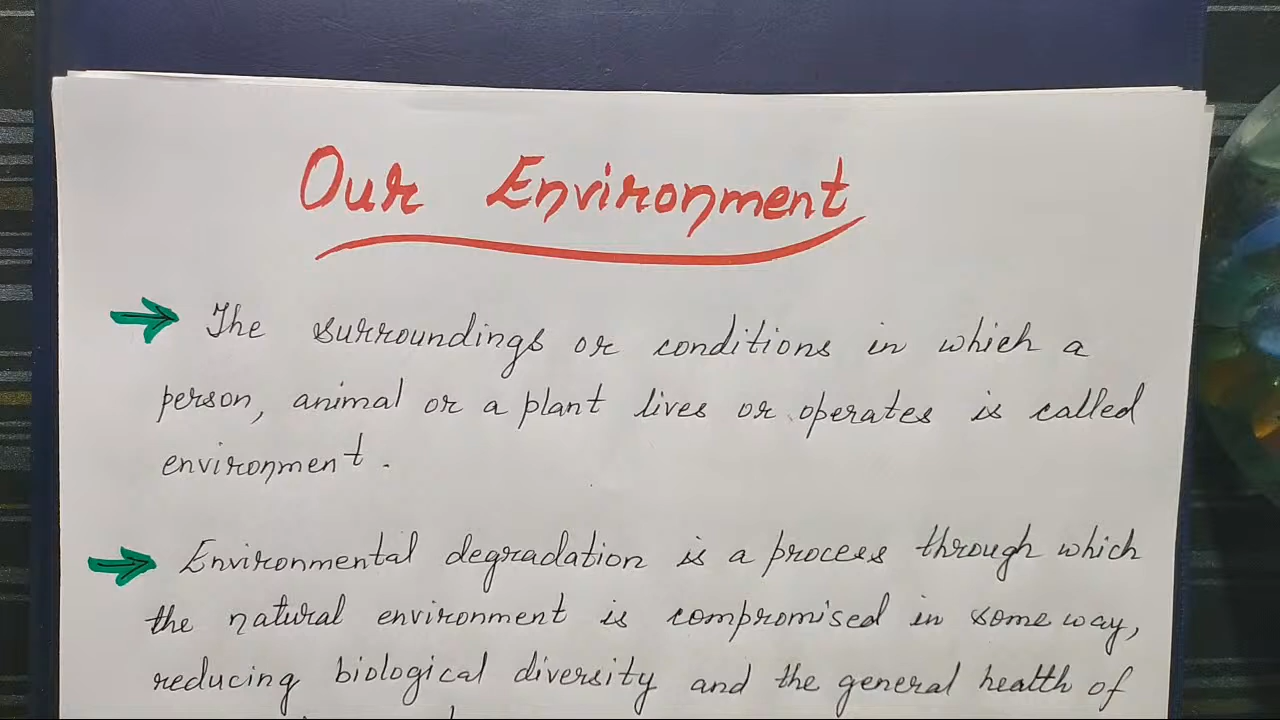 Our Environment
The surroundings or conditions in which a
person, animal or a plant lives or operates is called
environment.
Environmental degradation is a process through which
the natural environment is compromised in some way,
reducing biological diversity and the general health of